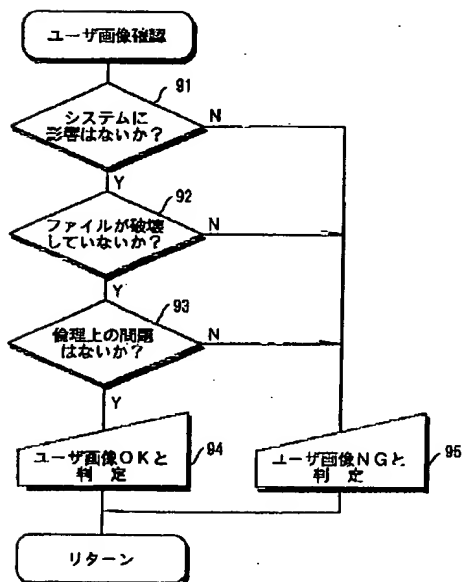 ユーザ画像確認
91
システムに
影響はないか？
N
Y
92
ファイルが破壊
していないか？
N
Y
93
倫理上の問題
はないか？
N
Y
ユーザ画像OKと
判 定
94
ユーザ画像NGと
判 定
95
リターン